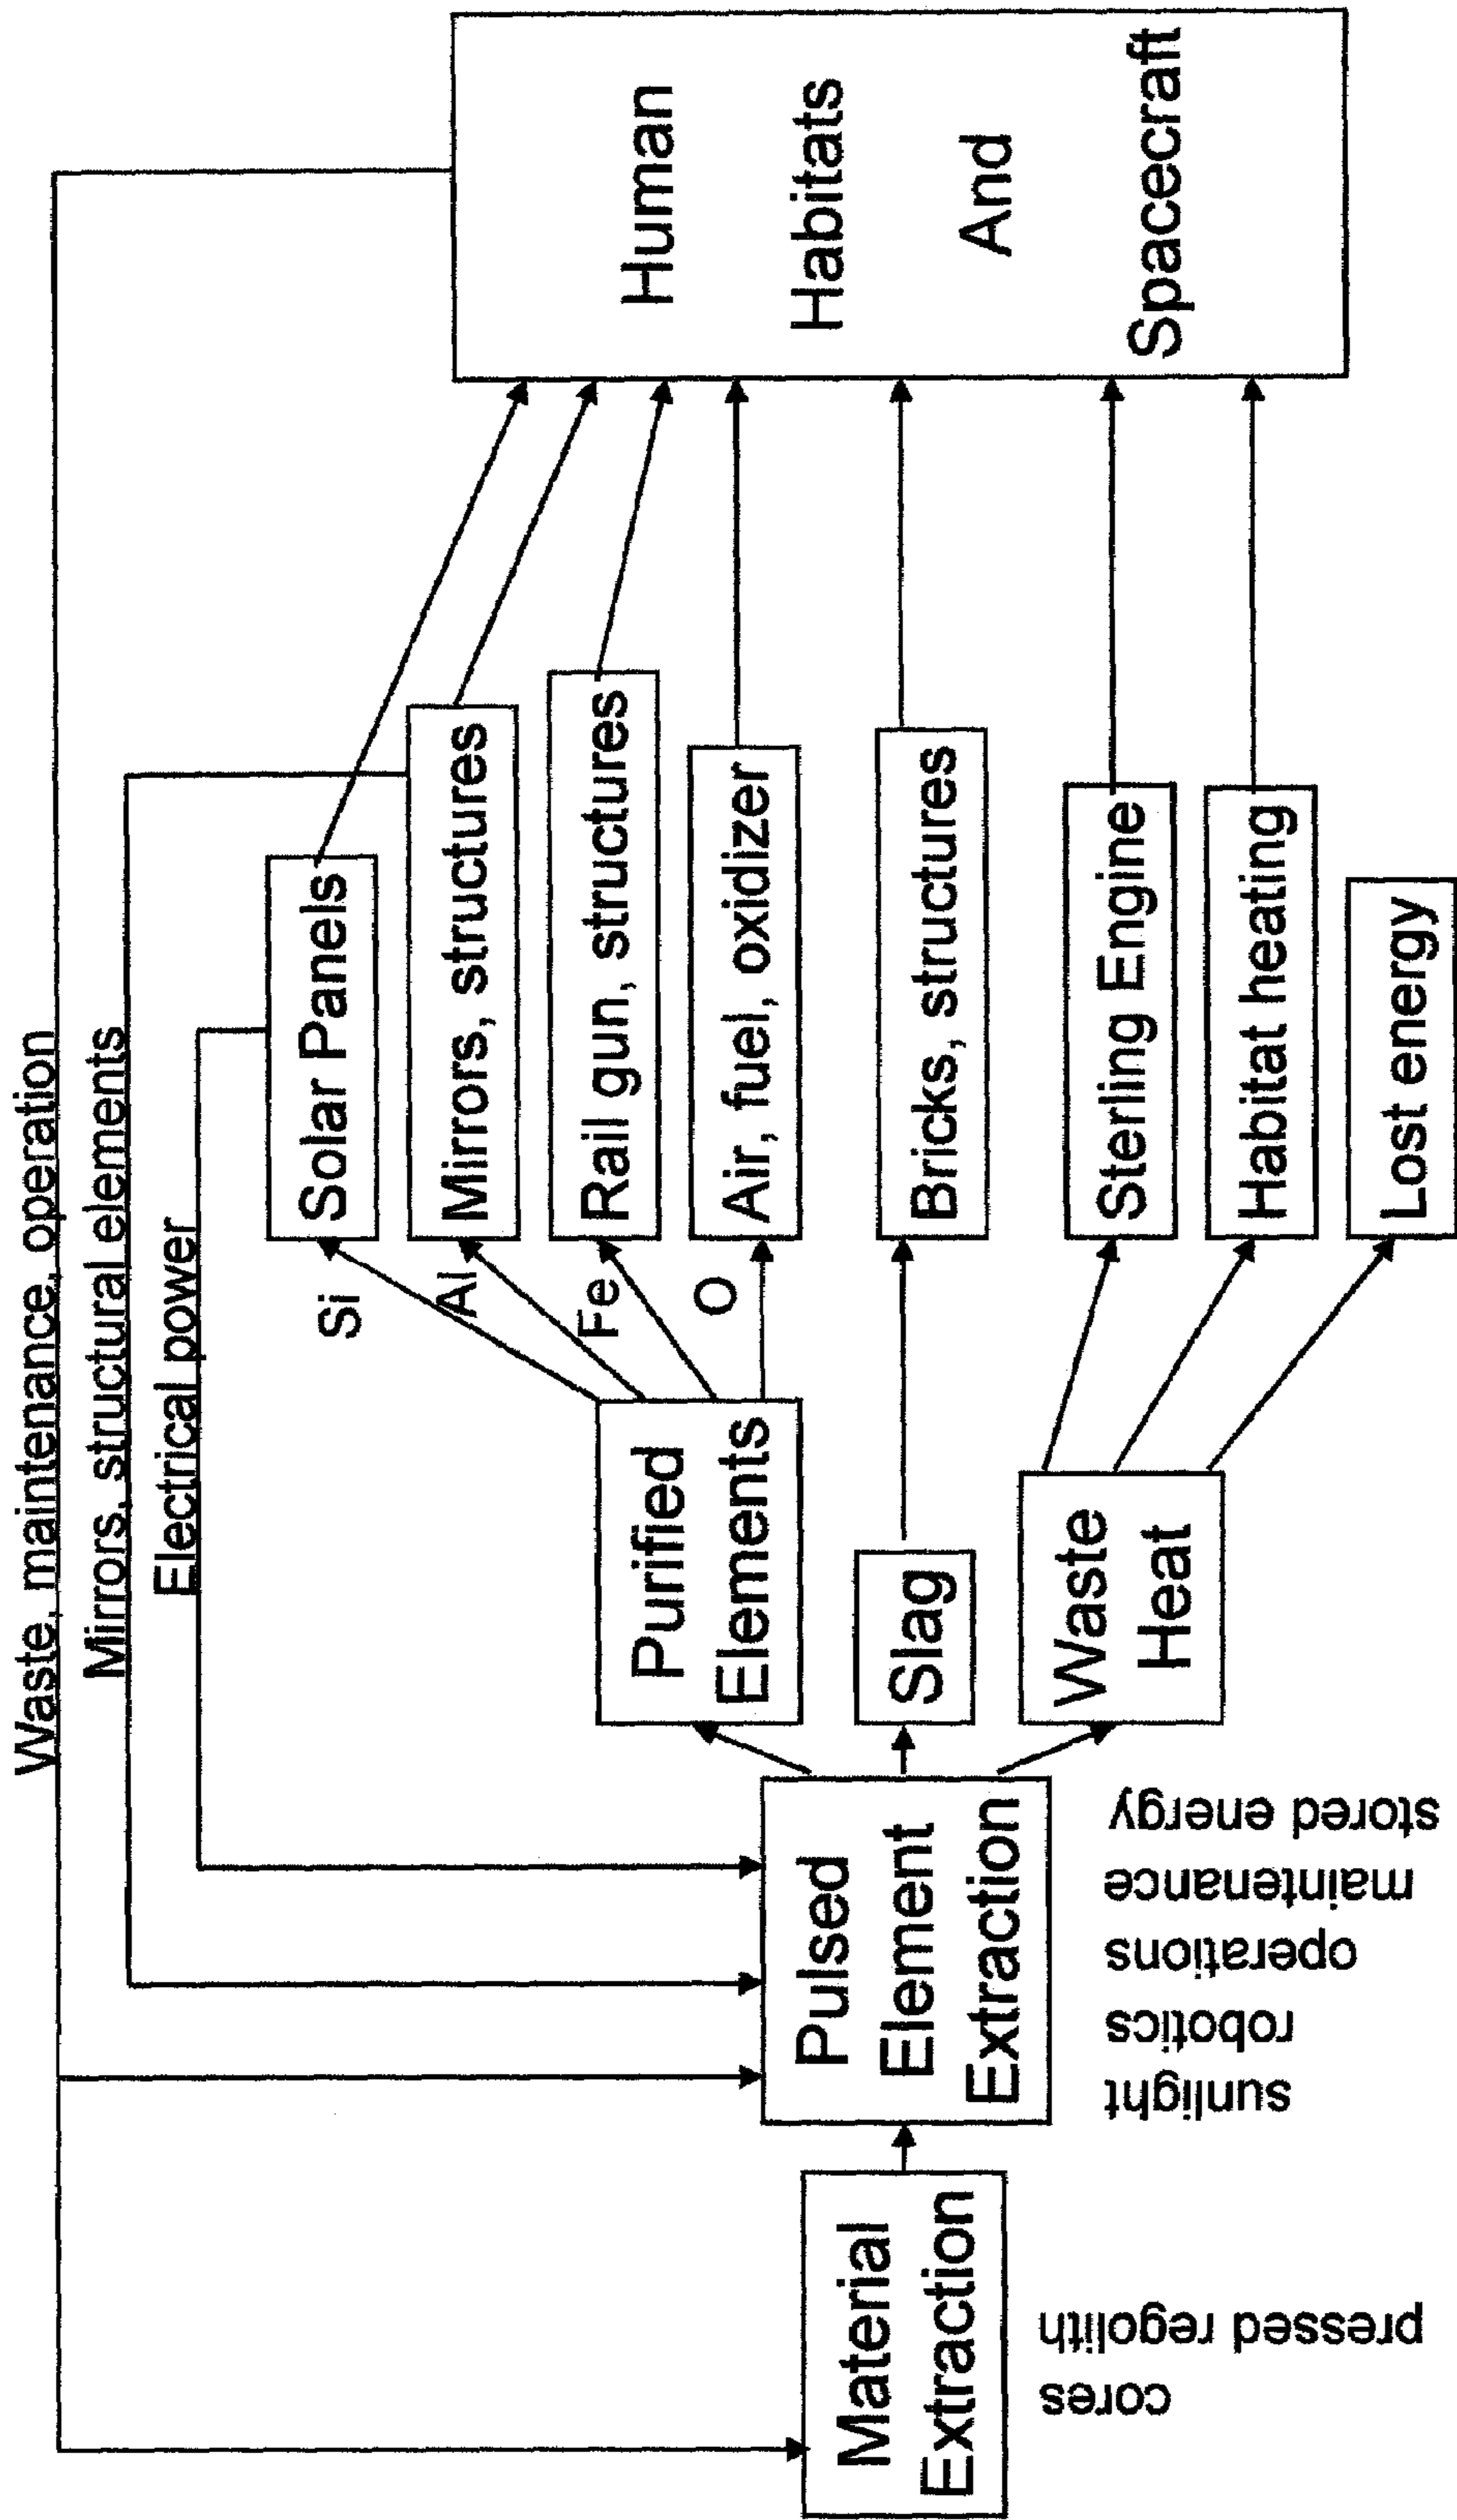 Waste, maintenance, operation
Mirrors, structural elements
Electrical power
Material
Extraction
cores
pressed regolith
Pulsed
Element
Extraction
sunlight
robotics
operations
maintenance
stored energy
Purified
Elements
Slag
Waste
Heat
Si
Al
Fe
O
Solar Panels
Mirrors, structures
Rail gun, structures
Air, fuel, oxidizer
Bricks, structures
Sterling Engine
Habitat heating
Lost energy
Human
Habitats
And
Spacecraft